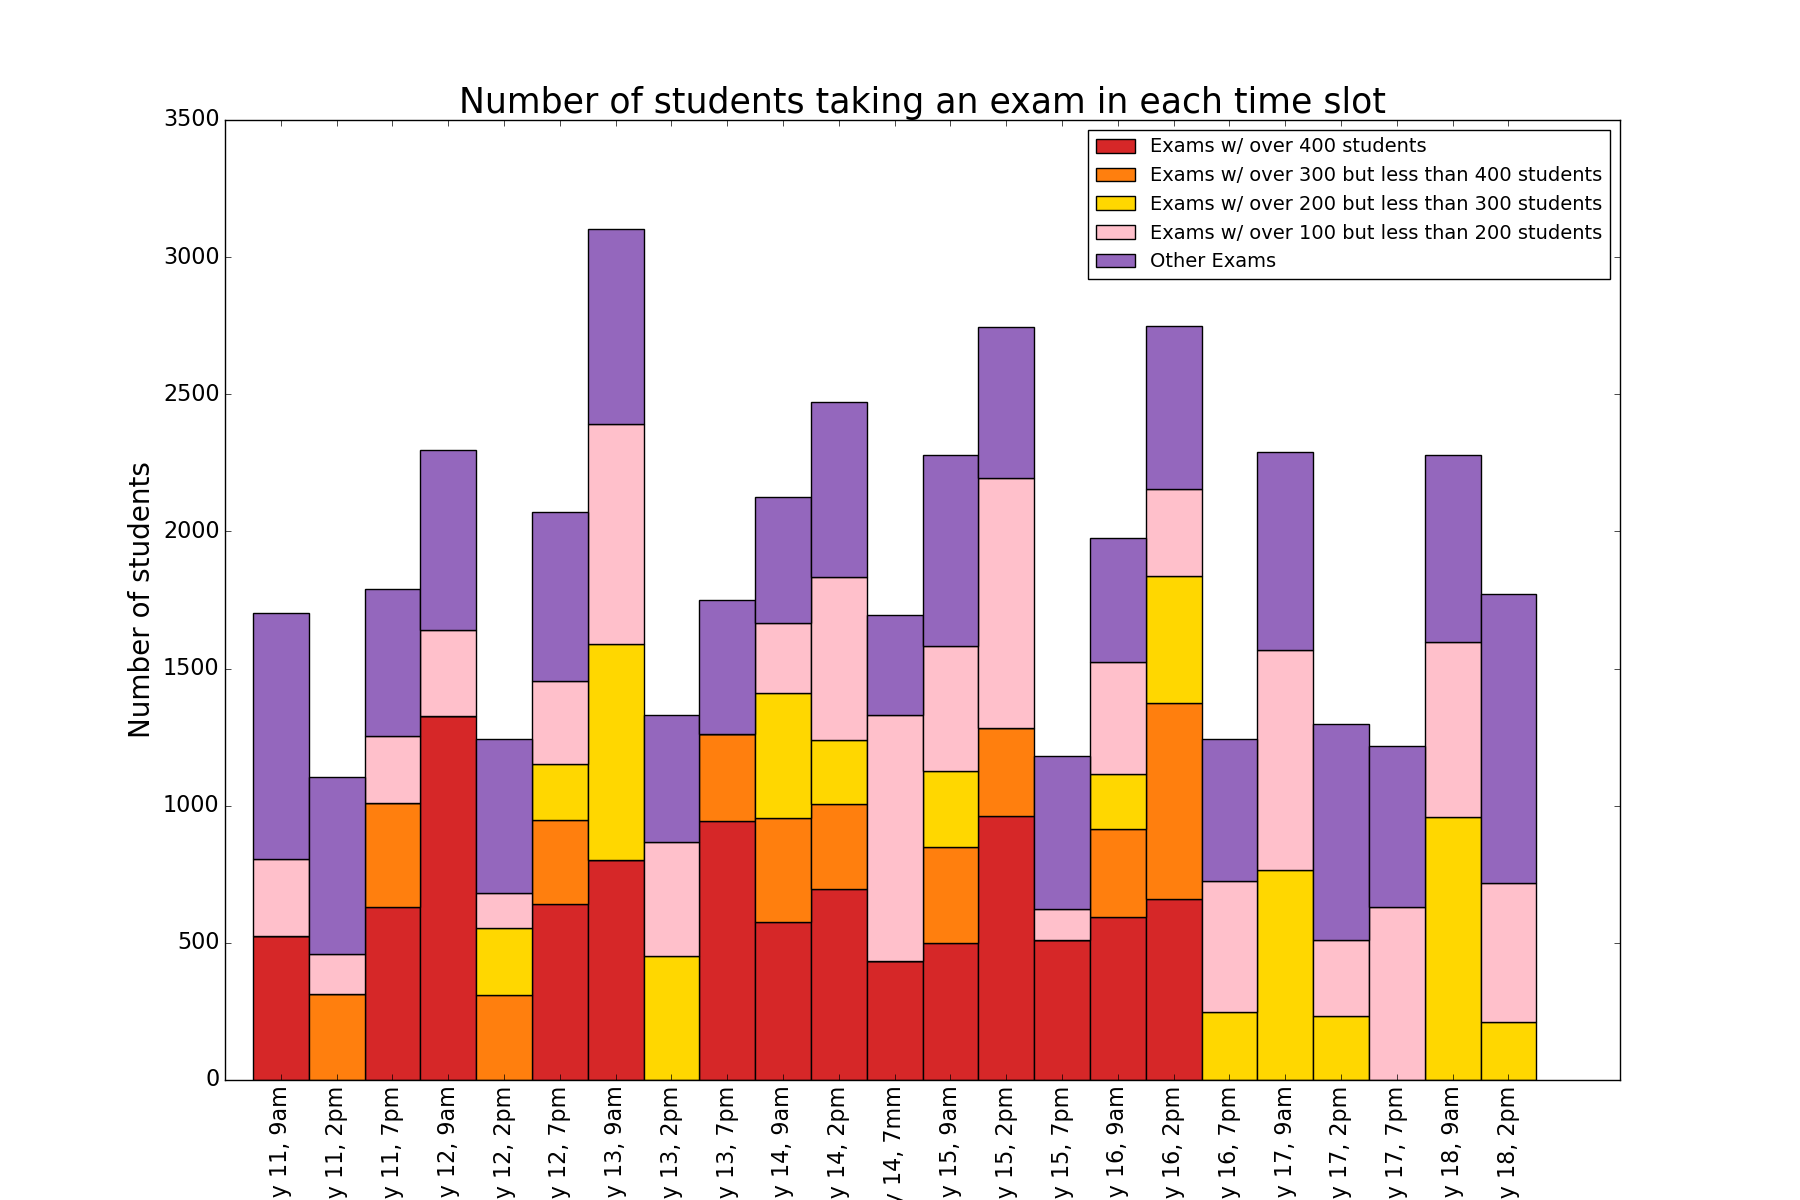 Number of students taking an exam in each time slot
Exams w/ over 400 students
Exams w/ over 300 but less than 400 students
Exams w/ over 200 but less than 300 students
Exams w/ over 100 but less than 200 students
Other Exams
Number of students
3500
3000
2500
2000
1500
1000
500
0
y 11, 9am
y 11, 2pm
y 11, 7pm
y 12, 9am
y 12, 2pm
y 12, 7pm
y 13, 9am
y 13, 2pm
y 13, 7pm
y 14, 9am
y 14, 2pm
y 14, 7mm
y 15, 9am
y 15, 2pm
y 15, 7pm
y 16, 9am
y 16, 2pm
y 16, 7pm
y 17, 9am
y 17, 2pm
y 17, 7pm
y 18, 9am
y 18, 2pm